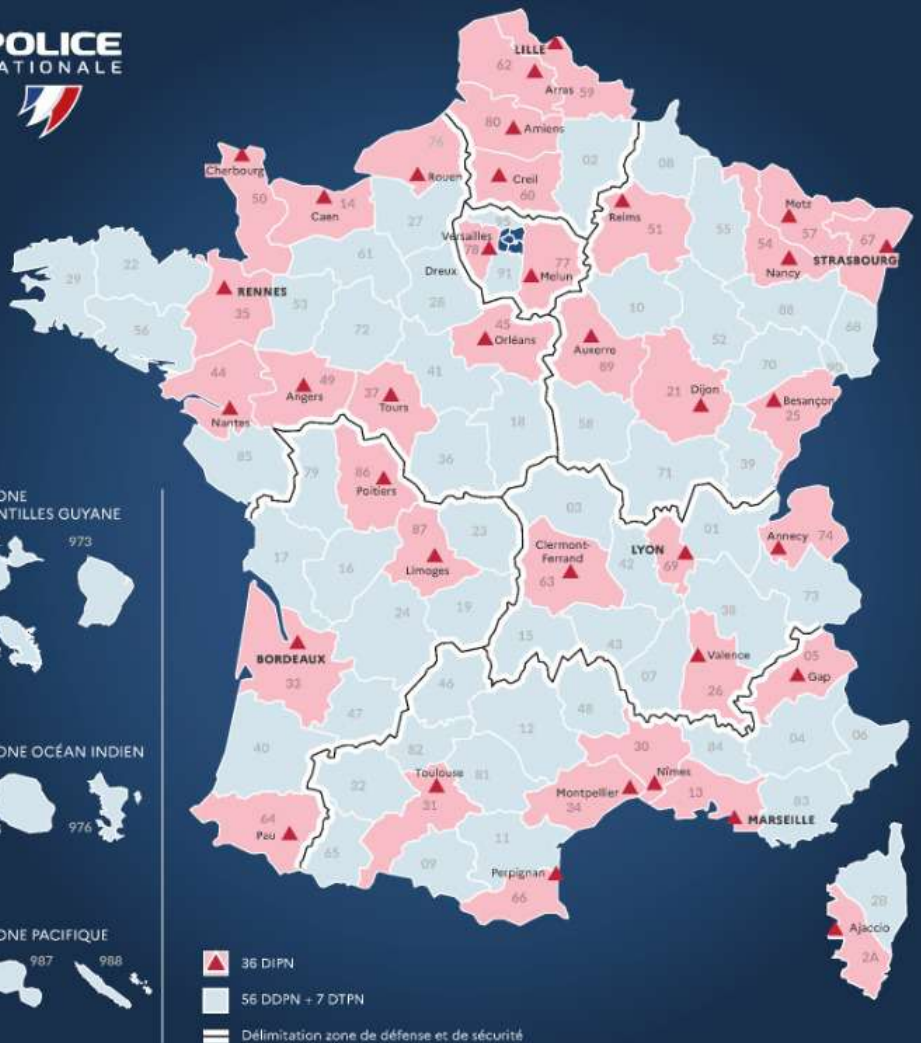 POLICE
NATIONALE
LILLE
62
Arras
59
80
Amiens
76
02
08
Cherbourg
Rouen
Creil
60
50
Caen
14
27
95
Reims
51
55
Metz
57
54
67
Versailles
78
61
77
Nancy
STRASBOURG
Dreux
91
Melun
29
22
RENNES
53
28
10
88
35
56
72
45
Orléans
Auxerre
89
52
68
41
70
90
44
49
Angers
37
Tours
21
Dijon
Besançon
25
Nantes
18
58
85
36
39
79
86
Poitiers
71
ZONE
ANTILLES GUYANE
973
03
87
23
01
Annecy
74
Clermont-
Ferrand
LYON
17
16
Limoges
63
42
69
73
24
19
38
15
43
Valence
05
BORDEAUX
33
07
26
Gap
46
47
48
12
ZONE OCÉAN INDIEN
40
82
30
84
04
06
32
Toulouse
81
Nîmes
976
31
Montpellier
34
13
83
64
Pau
MARSEILLE
65
11
09
Perpignan
66
2B
Ajaccio
2A
ZONE PACIFIQUE
987
988
36 DIPN
56 DDPN + 7 DTPN
Délimitation zone de défense et de sécurité